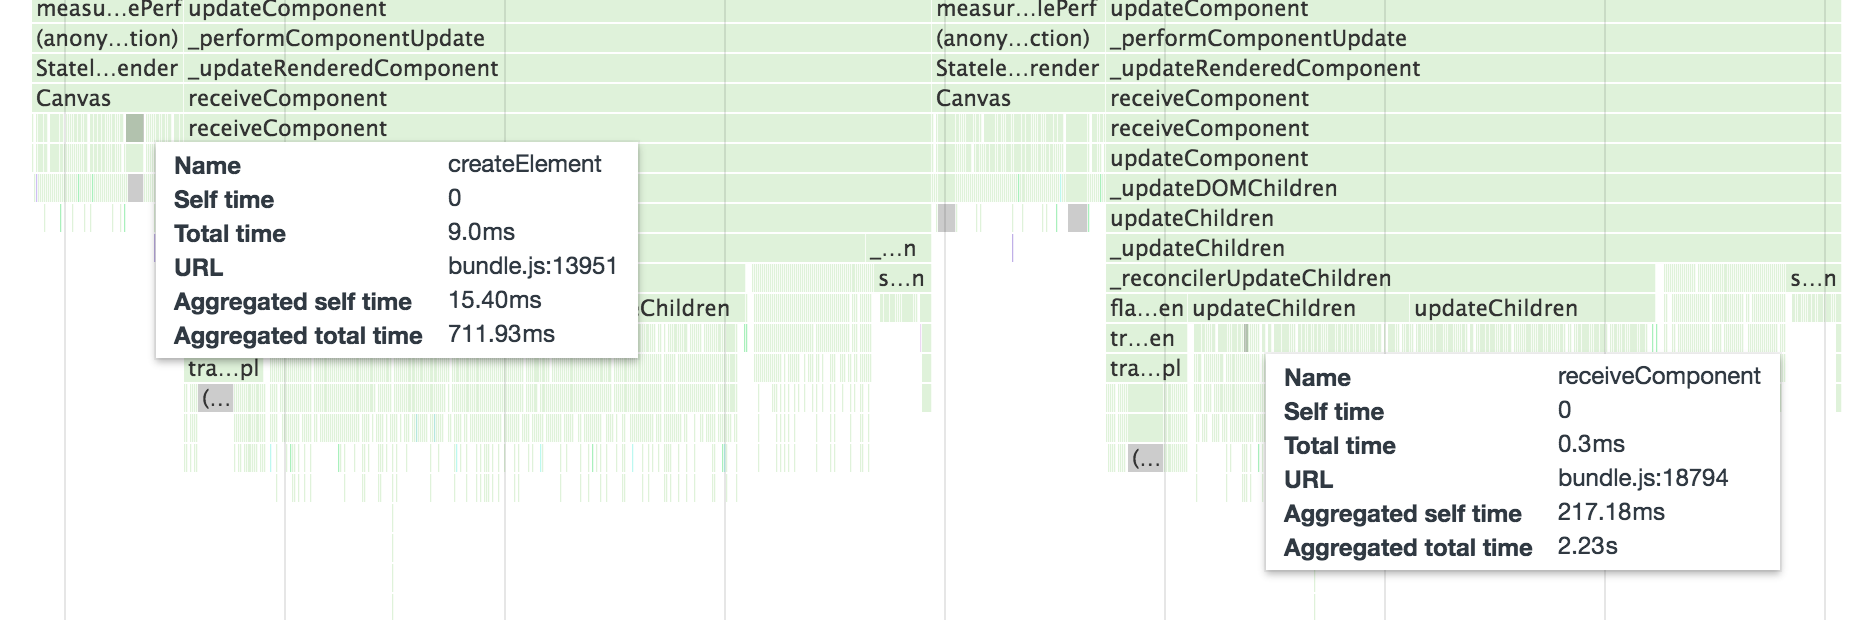 measu…ePerf updateComponent measur…lePerf updateComponent
(anony…tion) _performComponentUpdate (anony…ction) _performComponentUpdate
Statel…ender _updateRenderedComponent Statele…render _updateRenderedComponent
Canvas receiveComponent Canvas receiveComponent
receiveComponent receiveComponent
updateComponent
_updateDOMChildren
updateChildren
_…n _updateChildren
s…n _reconcilerUpdateChildren s…n
eChildren fla…en updateChildren updateChildren
tr…en
tra…pl tra…pl
(… (…
Name createElement
Self time 0
Total time 9.0ms
URL bundle.js:13951
Aggregated self time 15.40ms
Aggregated total time 711.93ms
Name receiveComponent
Self time 0
Total time 0.3ms
URL bundle.js:18794
Aggregated self time 217.18ms
Aggregated total time 2.23s